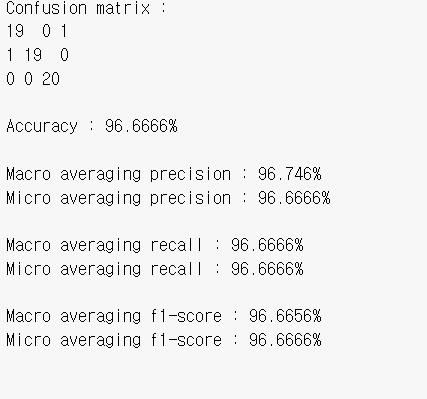 Confusion matrix :
19  0 1
1 19  0
0 0 20
Accuracy : 96.6666%
Macro averaging precision : 96.746%
Micro averaging precision : 96.6666%
Macro averaging recall : 96.6666%
Micro averaging recall : 96.6666%
Macro averaging f1-score : 96.6656%
Micro averaging f1-score : 96.6666%